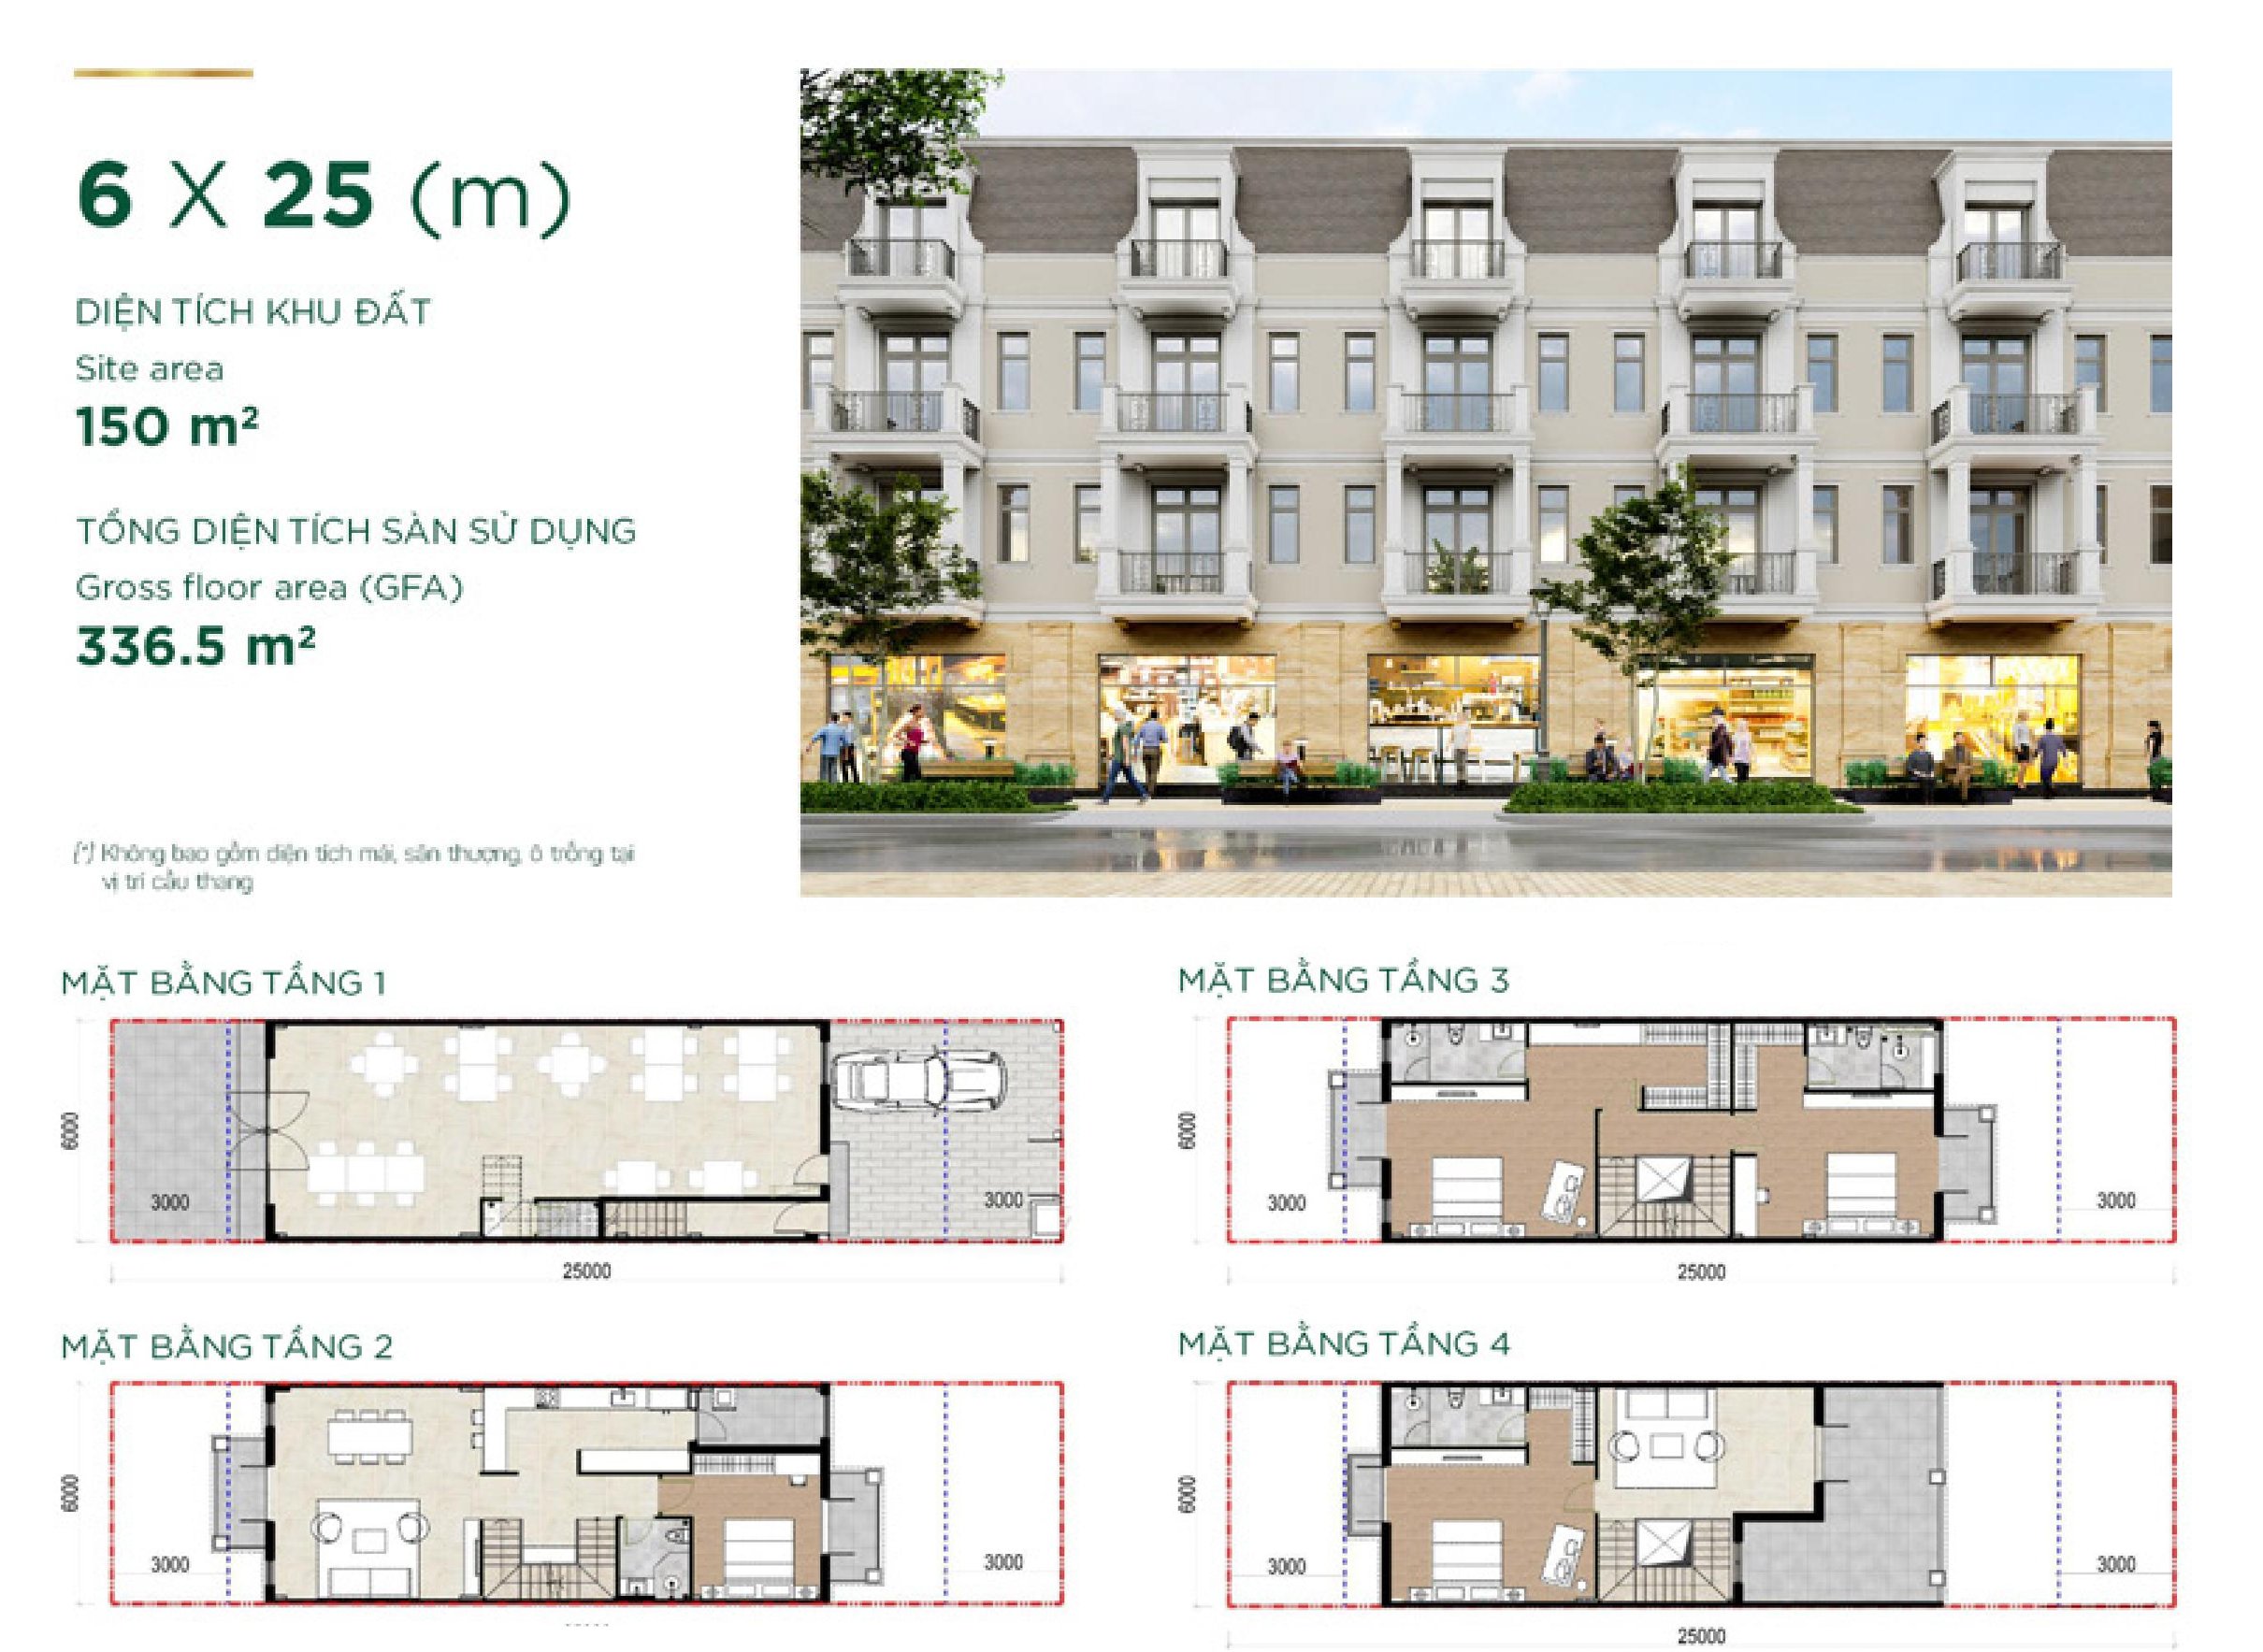 6 X 25 (m)
DIỆN TÍCH KHU ĐẤT
Site area
150 m²
TỔNG DIỆN TÍCH SÀN SỬ DỤNG
Gross floor area (GFA)
336.5 m²
(*) Không bao gồm diện tích mái, sân thượng, ô trống tại
vị trí cầu thang
MẶT BẰNG TẦNG 1
6000
3000
3000
25000
MẶT BẰNG TẦNG 3
6000
3000
3000
25000
MẶT BẰNG TẦNG 2
6000
3000
3000
MẶT BẰNG TẦNG 4
6000
3000
3000
25000